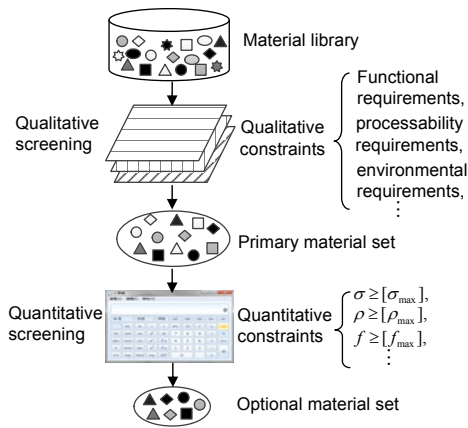 Material library
Qualitative
screening
Qualitative
constraints
Functional
requirements,
processability
requirements,
environmental
requirements,
⋮
Primary material set
Quantitative
screening
Quantitative
constraints
σ ≥ [σmax],
ρ ≥ [ρmax],
f ≥ [fmax],
⋮
Optional material set